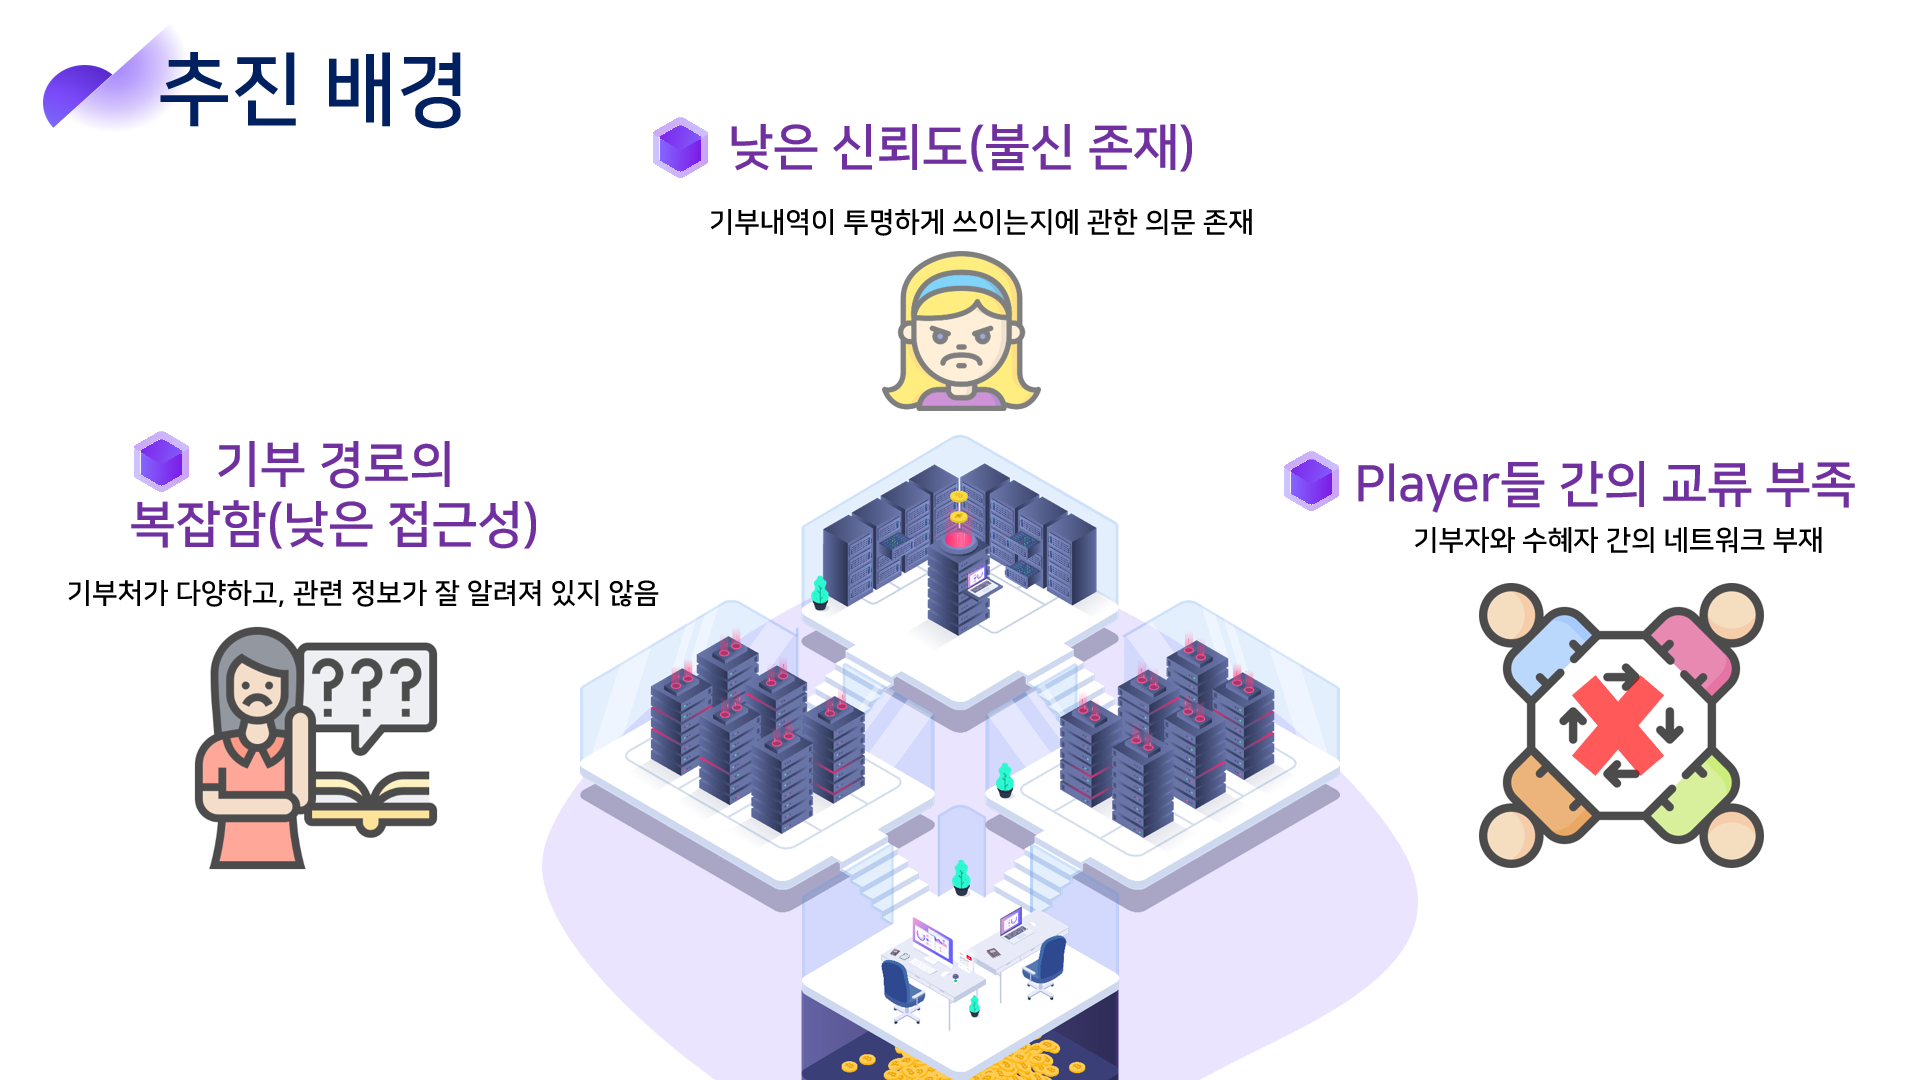 추진 배경
낮은 신뢰도(불신 존재)
기부내역이 투명하게 쓰이는지에 관한 의문 존재
기부 경로의
복잡함(낮은 접근성)
기부처가 다양하고, 관련 정보가 잘 알려져 있지 않음
???
Player들 간의 교류 부족
기부자와 수혜자 간의 네트워크 부재